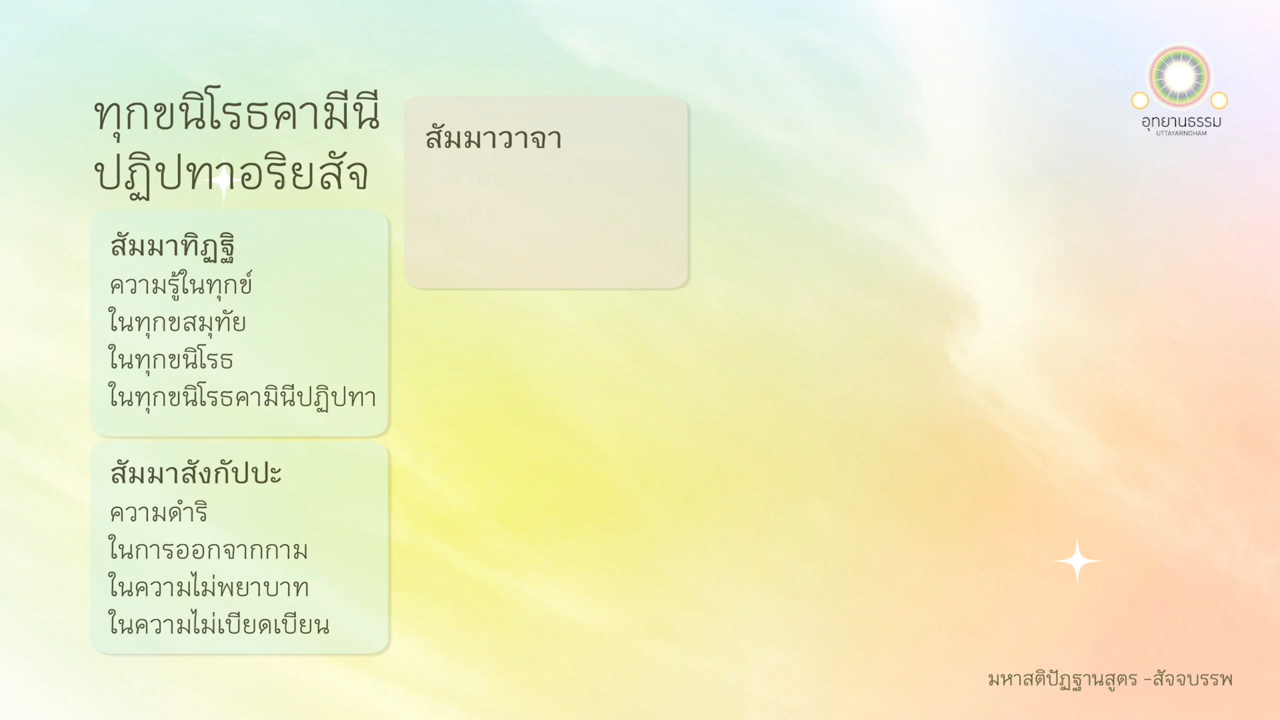 ทุกขนิโรธคามีนี
ปฏิปทาอริยสัจ
สัมมาทิฏฐิ
ความรู้ในทุกข์
ในทุกขสมุทัย
ในทุกขนิโรธ
ในทุกขนิโรธคามินีปฏิปทา
สัมมาสังกัปปะ
ความดำริ
ในการออกจากกาม
ในความไม่พยาบาท
ในความไม่เบียดเบียน
สัมมาวาจา
อุทยานธรรม
UTTAYARNDHAM
มหาสติปัฏฐานสูตร -สัจจบรรพ